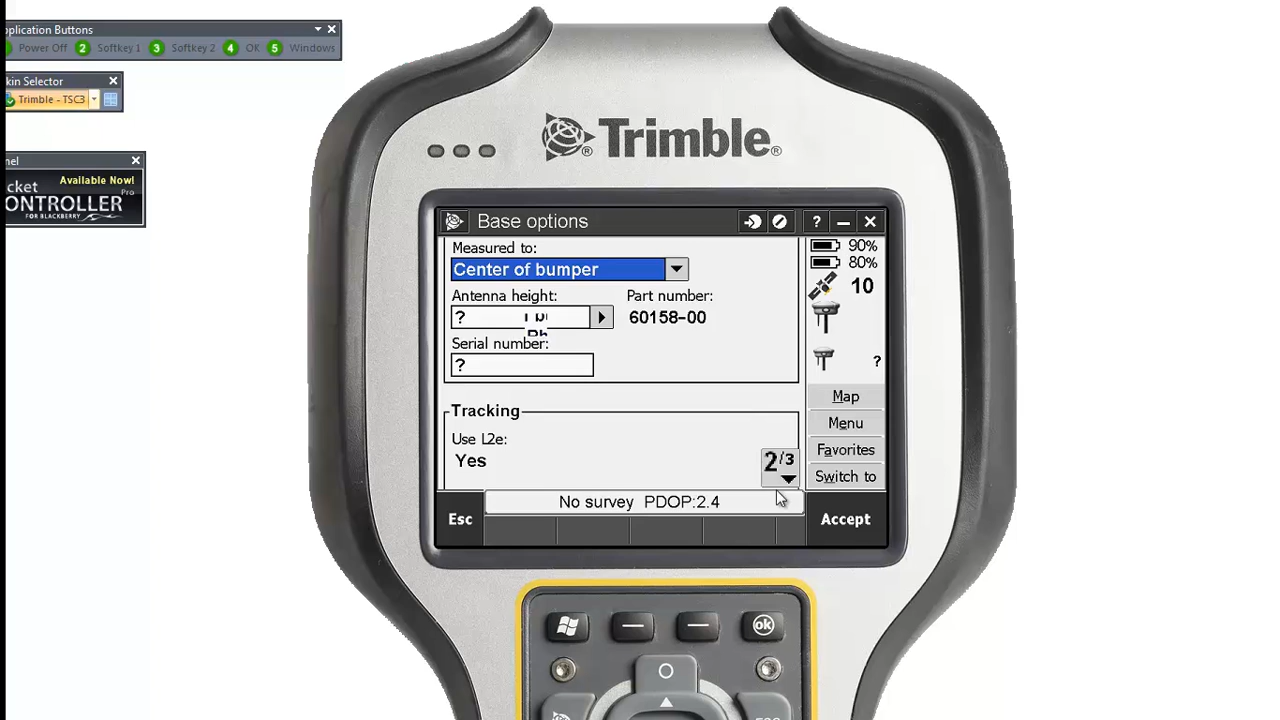 pplication Buttons
Power Off 2 Softkey 1 3 Softkey 2 4 OK 5 Windows
kin Selector
Trimble - TSC3
nel
Available Now!
cket
Pro
ONTROLLER
FOR BLACKBERRY
®Trimble®
Base options
?
Measured to:
90%
Center of bumper
80%
Antenna height:
Part number:
10
?
60158-00
Serial number:
?
?
Tracking
Map
Use L2e:
Menu
Yes
2/3
Favorites
Switch to
No survey PDOP:2.4
Esc
Accept
ok